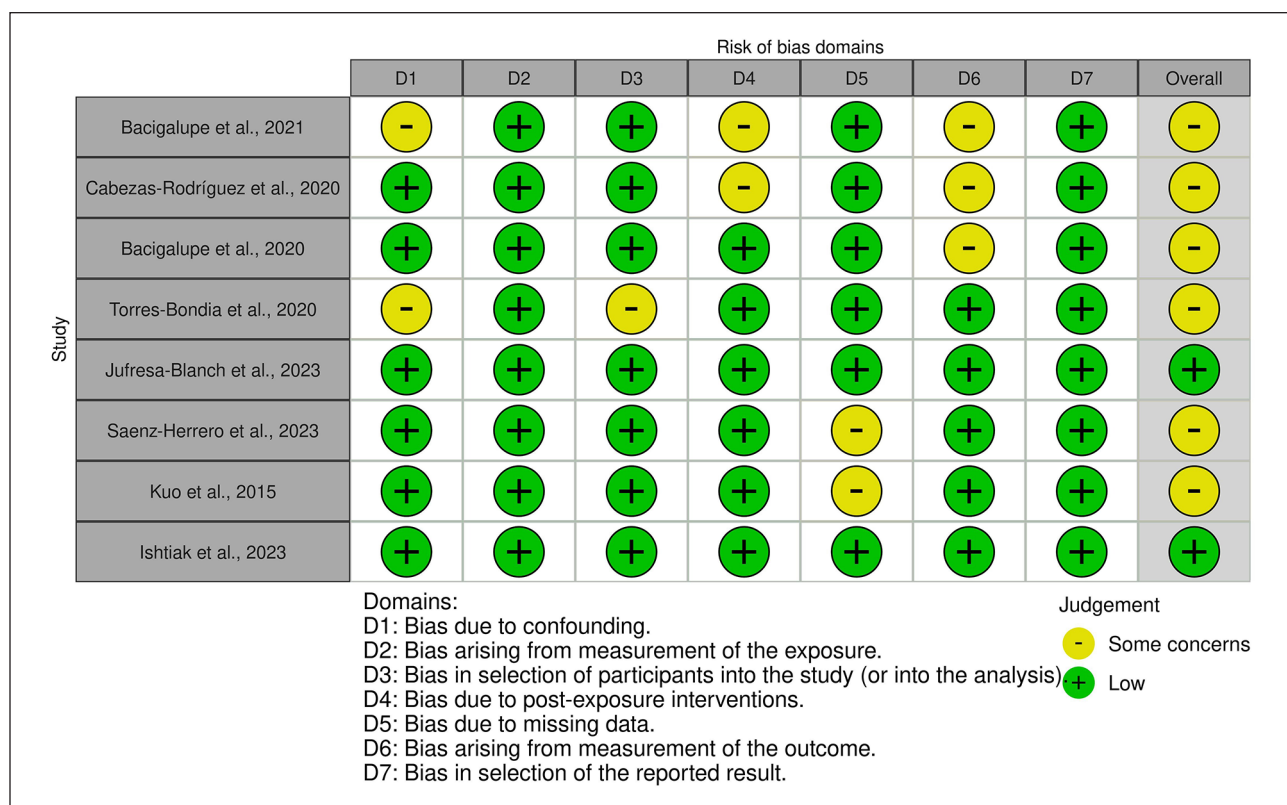 Risk of bias domains
D1 D2 D3 D4 D5 D6 D7 Overall
Study
Bacigalupe et al., 2021 - + + - + - + -
Cabezas-Rodríguez et al., 2020 + + + - + - + -
Bacigalupe et al., 2020 + + + + + - + -
Torres-Bondia et al., 2020 - + - + + + + -
Jufresa-Blanch et al., 2023 + + + + + + + +
Saenz-Herrero et al., 2023 + + + + - + + -
Kuo et al., 2015 + + + + - + + -
Ishtiak et al., 2023 + + + + + + + +
Domains:
D1: Bias due to confounding.
D2: Bias arising from measurement of the exposure.
D3: Bias in selection of participants into the study (or into the analysis).
D4: Bias due to post-exposure interventions.
D5: Bias due to missing data.
D6: Bias arising from measurement of the outcome.
D7: Bias in selection of the reported result.
Judgement
- Some concerns
+ Low